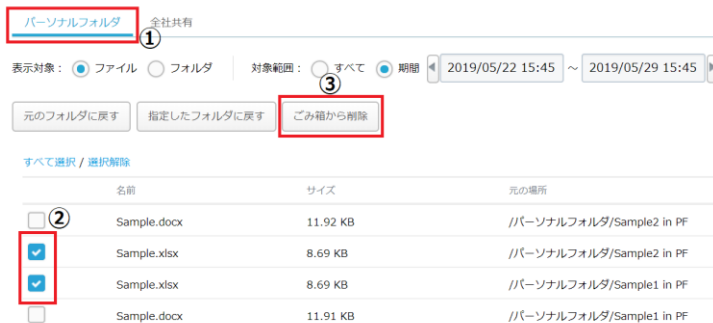 パーソナルフォルダ 全社共有
①
表示対象： ファイル フォルダ 対象範囲： すべて 期間 2019/05/22 15:45 ～ 2019/05/29 15:45
③
元のフォルダに戻す 指定したフォルダに戻す ごみ箱から削除
すべて選択 / 選択解除
名前 サイズ 元の場所
② Sample.docx 11.92 KB /パーソナルフォルダ/Sample2 in PF
Sample.xlsx 8.69 KB /パーソナルフォルダ/Sample2 in PF
Sample.xlsx 8.69 KB /パーソナルフォルダ/Sample1 in PF
Sample.docx 11.91 KB /パーソナルフォルダ/Sample1 in PF